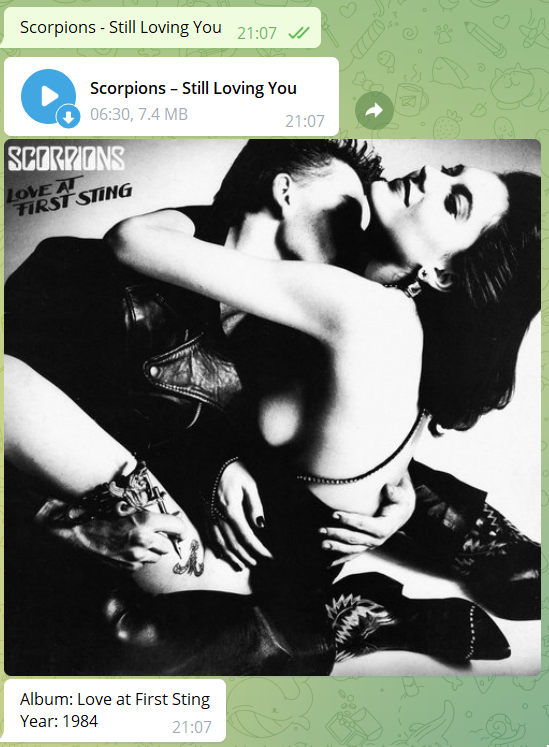 Scorpions - Still Loving You 21:07
Scorpions – Still Loving You
06:30, 7.4 MB 21:07
SCORPIONS
LOVE AT
FIRST STING
Album: Love at First Sting
Year: 1984 21:07